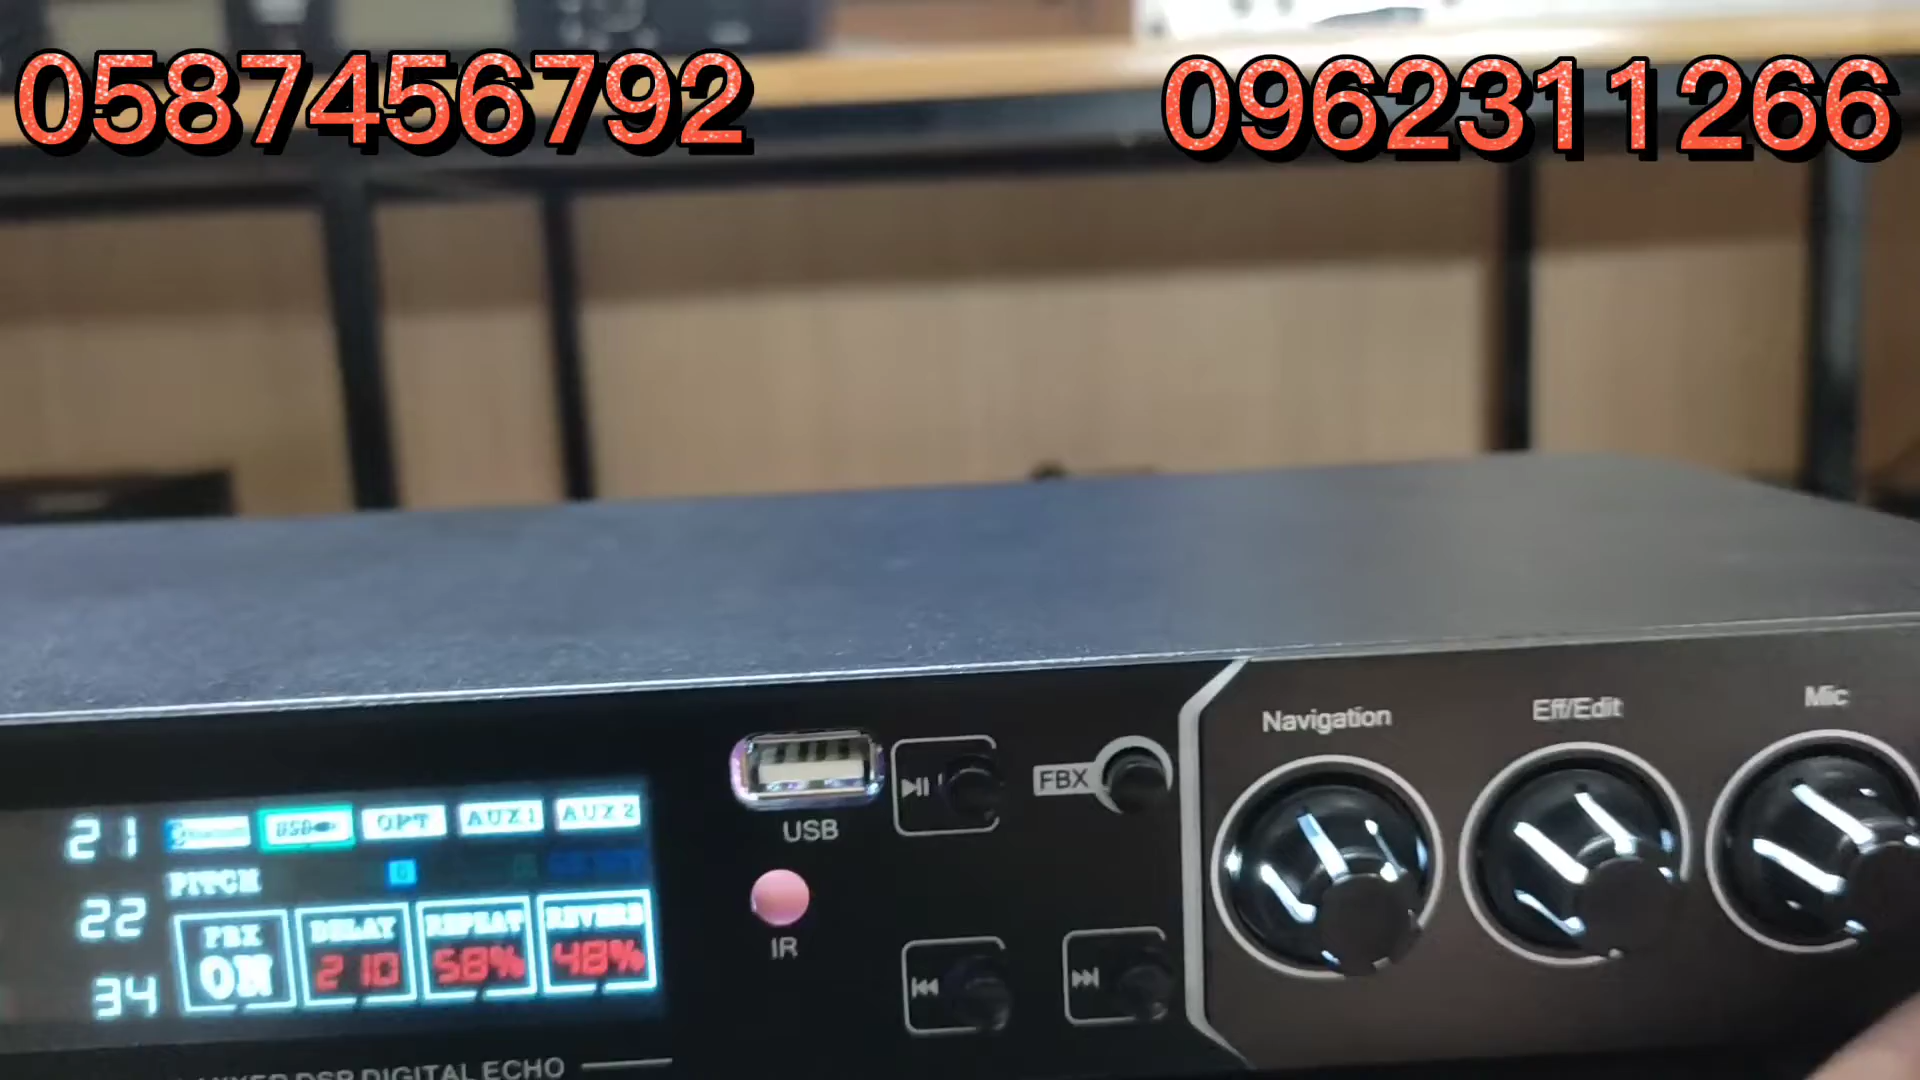 0587456792
0962311266
Navigation
Eff/Edit
Mic
USB
FBX
IR
21
22
34
USB
OPT
AUX1
AUX2
PITCH
0
FBX
ON
DELAY
210
REPEAT
58%
REVERB
48%
DSP DIGITAL ECHO